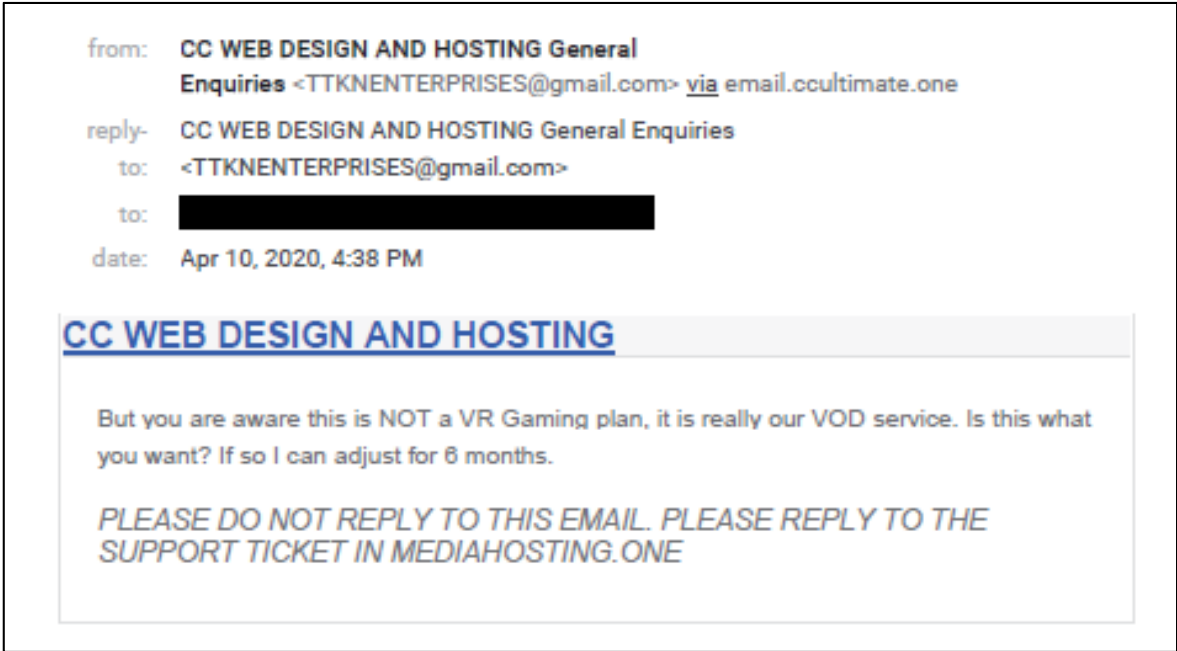 from: CC WEB DESIGN AND HOSTING General
Enquiries <TTKNENTERPRISES@gmail.com> via email.ccultimate.one
reply- CC WEB DESIGN AND HOSTING General Enquiries
to: <TTKNENTERPRISES@gmail.com>
to:
date: Apr 10, 2020, 4:38 PM
CC WEB DESIGN AND HOSTING
But you are aware this is NOT a VR Gaming plan, it is really our VOD service. Is this what
you want? If so I can adjust for 6 months.
PLEASE DO NOT REPLY TO THIS EMAIL. PLEASE REPLY TO THE
SUPPORT TICKET IN MEDIAHOSTING.ONE